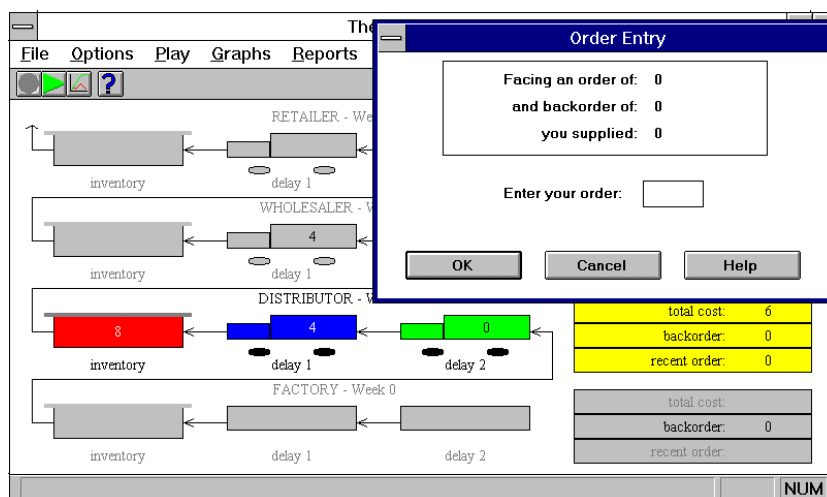 The
File Options Play Graphs Reports
Order Entry
Facing an order of: 0
and backorder of: 0
you supplied: 0
Enter your order:
OK Cancel Help
RETAILER - We
inventory delay 1
WHOLESALER - W
4
inventory delay 1
DISTRIBUTOR - W
8 4 0
inventory delay 1 delay 2
total cost: 6
backorder: 0
recent order: 0
FACTORY - Week 0
inventory delay 1 delay 2
total cost:
backorder: 0
recent order:
NUM